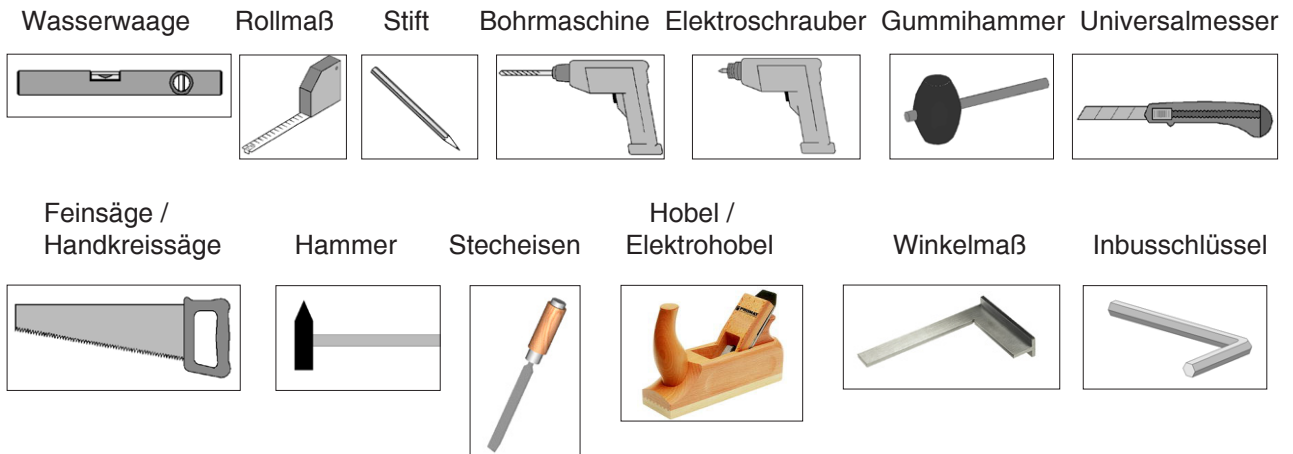 Wasserwaage Rollmaß Stift Bohrmaschine Elektroschrauber Gummihammer Universalmesser
Feinsäge /
Handkreissäge
Hammer
Stecheisen
Hobel /
Elektrohobel
Winkelmaß
Inbusschlüssel